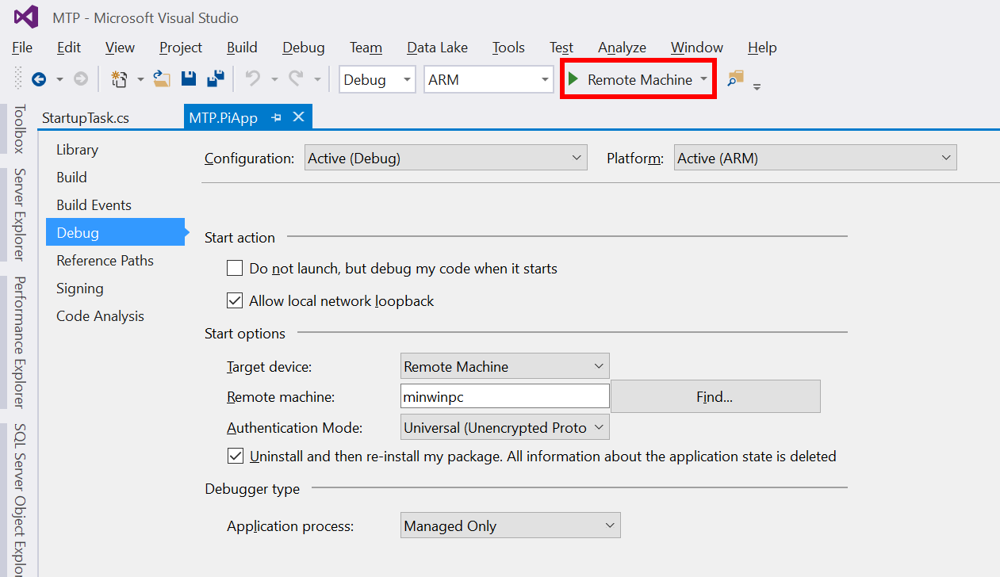 MTP - Microsoft Visual Studio
File Edit View Project Build Debug Team Data Lake Tools Test Analyze Window Help
Debug ARM Remote Machine
StartupTask.cs MTP.PiApp
Toolbox
Server Explorer
Performance Explorer
SQL Server Object Explor
Library
Build
Build Events
Debug
Reference Paths
Signing
Code Analysis
Configuration: Active (Debug) Platform: Active (ARM)
Start action
Do not launch, but debug my code when it starts
Allow local network loopback
Start options
Target device: Remote Machine
Remote machine: minwinpc Find...
Authentication Mode: Universal (Unencrypted Proto
Uninstall and then re-install my package. All information about the application state is deleted
Debugger type
Application process: Managed Only